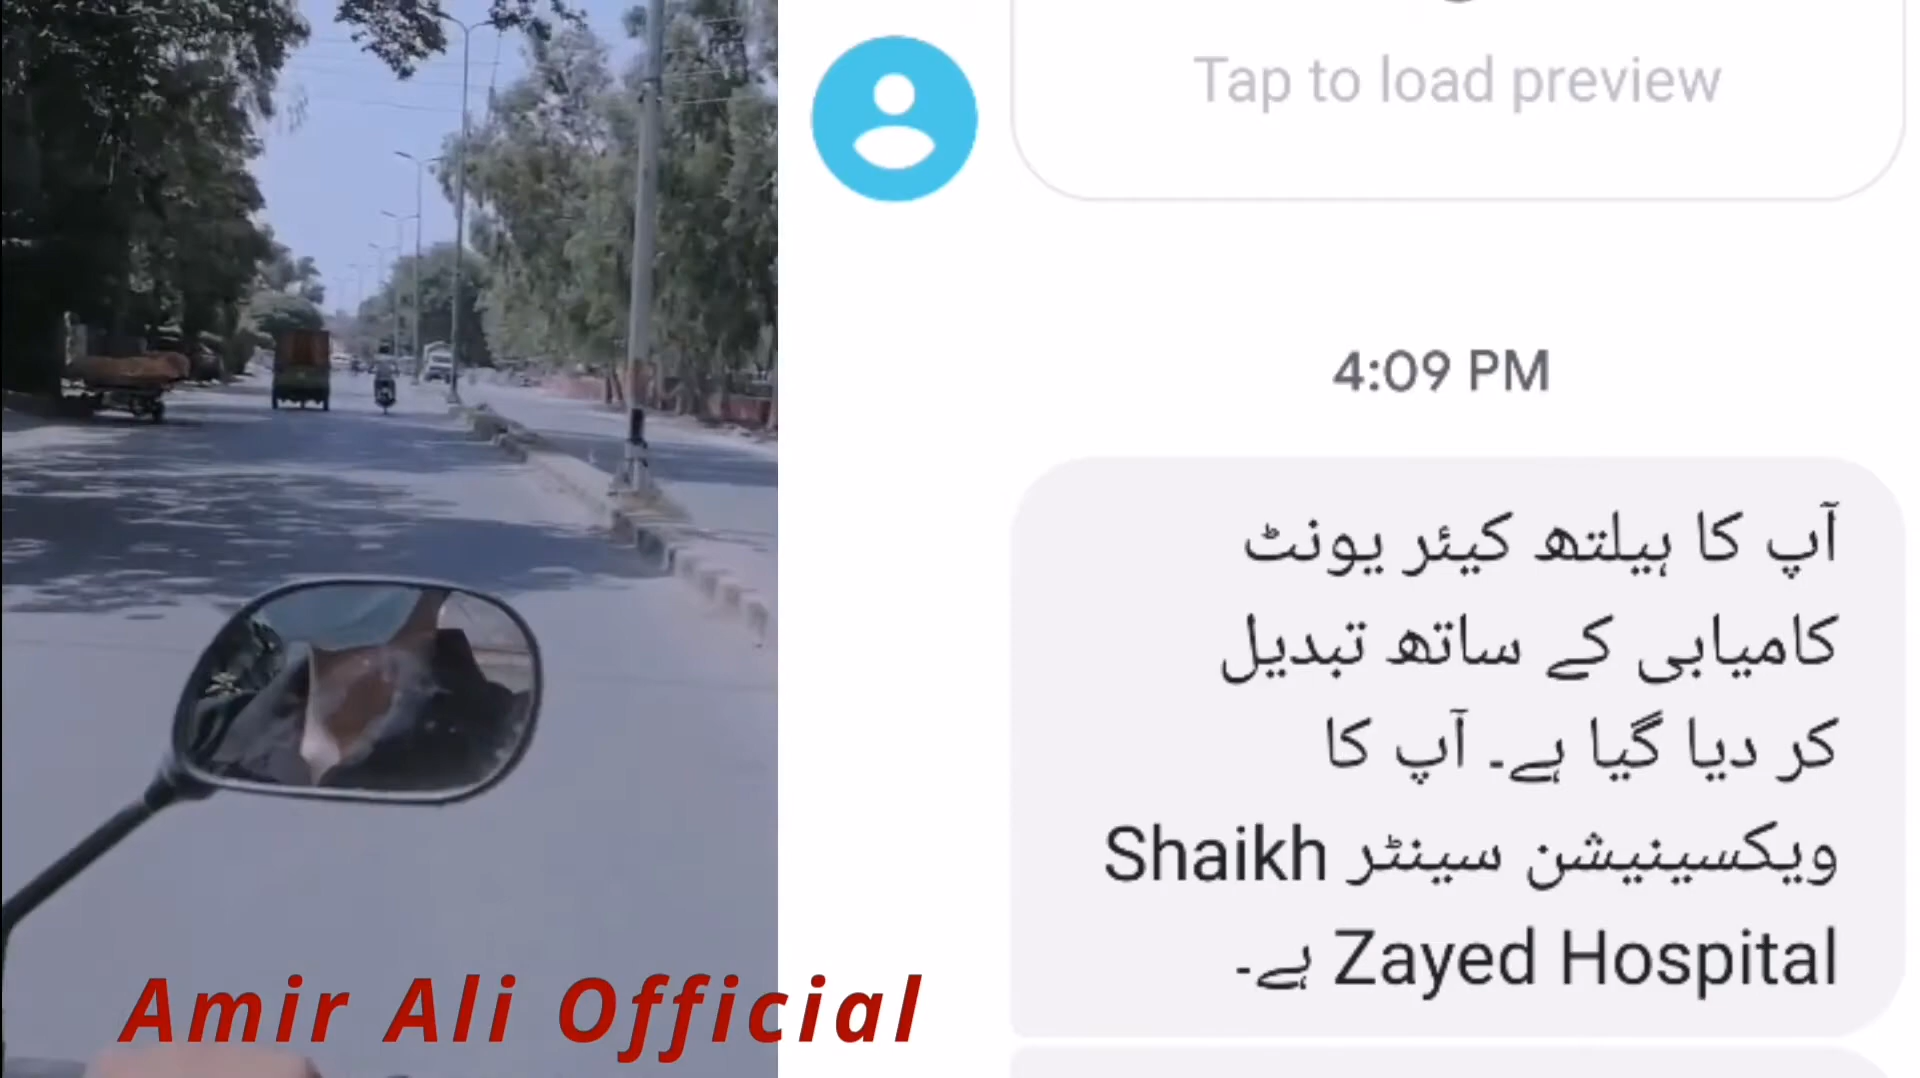 Tap to load preview
4:09 PM
آپ کا ہیلتھ کیئر یونٹ
کامیابی کے ساتھ تبدیل
کر دیا گیا ہے۔ آپ کا
ویکسینیشن سینٹر Shaikh
Zayed Hospital ہے۔
Amir Ali Official